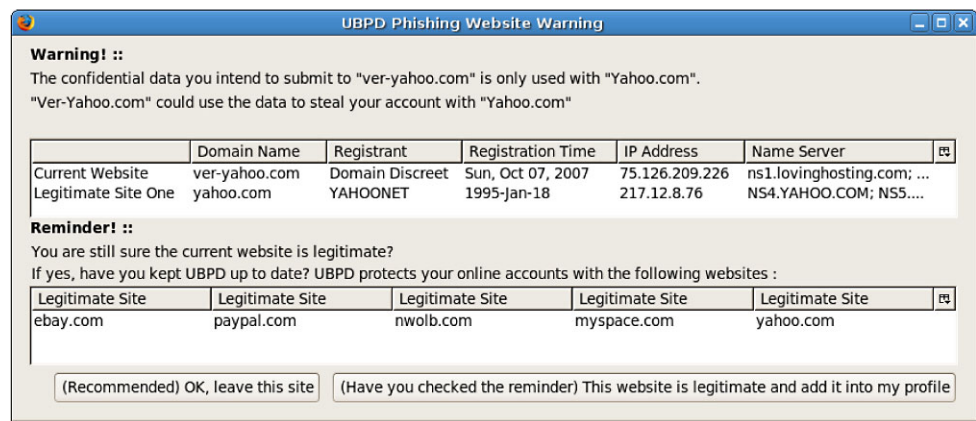 UBPD Phishing Website Warning
Warning! ::
The confidential data you intend to submit to "ver-yahoo.com" is only used with "Yahoo.com".
"Ver-Yahoo.com" could use the data to steal your account with "Yahoo.com"
Domain Name Registrant Registration Time IP Address Name Server
Current Website ver-yahoo.com Domain Discreet Sun, Oct 07, 2007 75.126.209.226 ns1.lovinghosting.com; ...
Legitimate Site One yahoo.com YAHOONET 1995-Jan-18 217.12.8.76 NS4.YAHOO.COM; NS5....
Reminder! ::
You are still sure the current website is legitimate?
If yes, have you kept UBPD up to date? UBPD protects your online accounts with the following websites :
Legitimate Site Legitimate Site Legitimate Site Legitimate Site Legitimate Site
ebay.com paypal.com nwolb.com myspace.com yahoo.com
(Recommended) OK, leave this site (Have you checked the reminder) This website is legitimate and add it into my profile